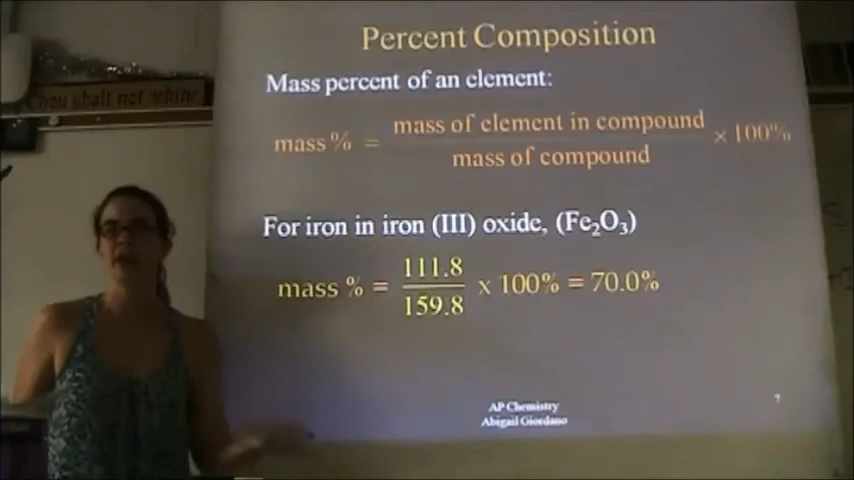 Percent Composition
Thou shalt not whine
Mass percent of an element:
mass % = mass of element in compound / mass of compound × 100%
For iron in iron (III) oxide, (Fe₂O₃)
mass % = 111.8 / 159.8 x 100% = 70.0%
AP Chemistry
Abigail Giordano